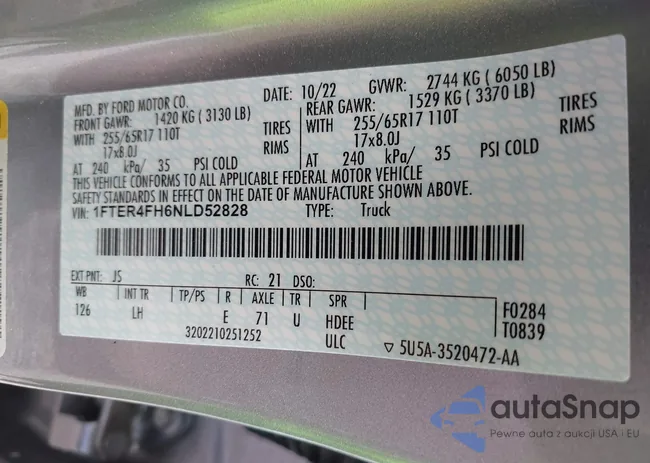 MFD. BY FORD MOTOR CO.
DATE: 10/22 GVWR: 2744 KG ( 6050 LB)
FRONT GAWR: 1420 KG ( 3130 LB)
WITH 255/65R17 110T TIRES
17x8.0J RIMS
AT 240 kPa/ 35 PSI COLD
REAR GAWR: 1529 KG ( 3370 LB)
WITH 255/65R17 110T TIRES
17x8.0J RIMS
AT 240 kPa/ 35 PSI COLD
THIS VEHICLE CONFORMS TO ALL APPLICABLE FEDERAL MOTOR VEHICLE
SAFETY STANDARDS IN EFFECT ON THE DATE OF MANUFACTURE SHOWN ABOVE.
VIN: 1FTER4FH6NLD52828 TYPE: Truck
EXT PNT: J5 RC: 21 DSO:
WB INT TR TP/PS R AXLE TR SPR
126 LH E 71 U HDEE
F0284
T0839
3202210251252 ULC
▽ 5U5A-3520472-AA
autaSnap
Pewne auta z aukcji USA i EU